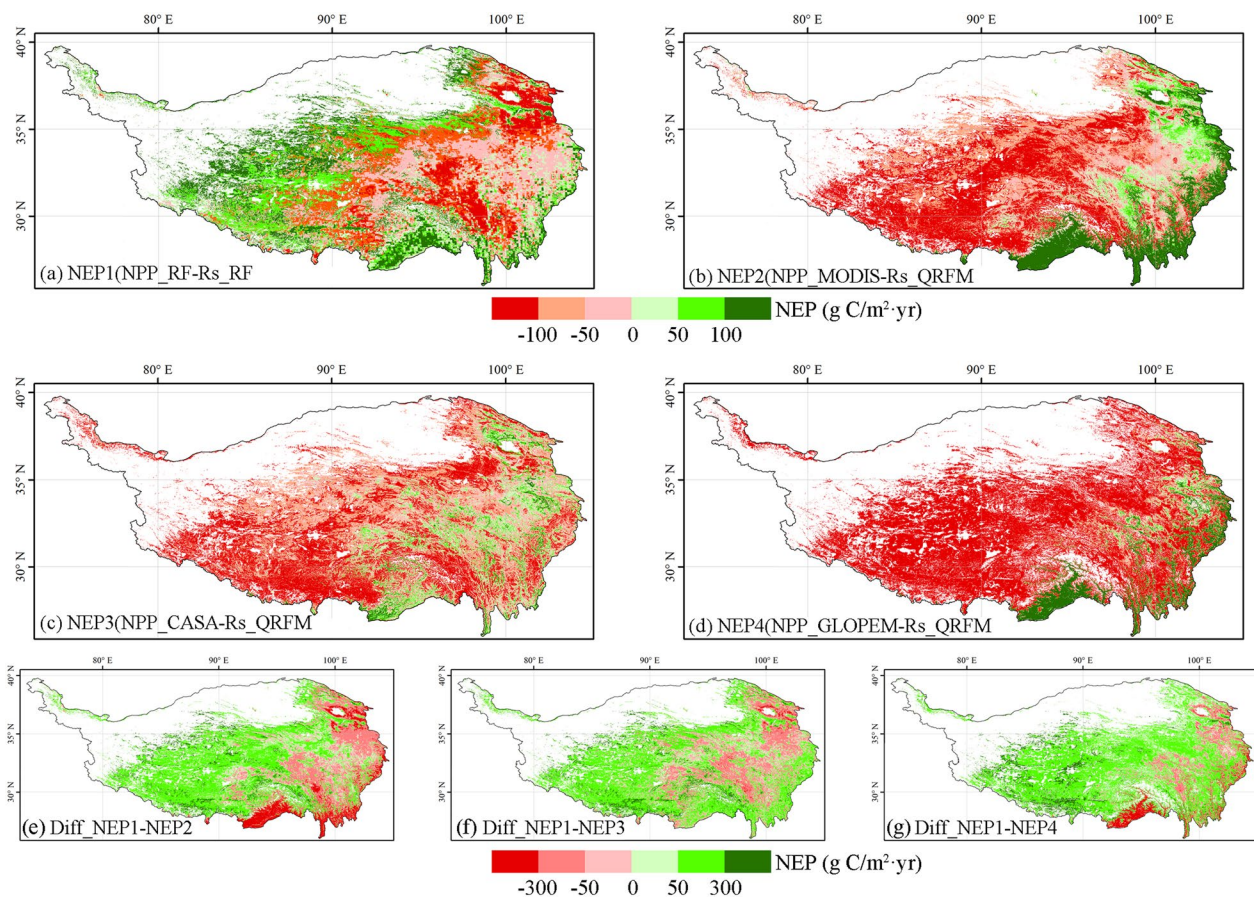 80° E 90° E 100° E
80° E 90° E 100° E
40° N
35° N
30° N
(a) NEP1(NPP_RF-Rs_RF
40° N
35° N
30° N
(b) NEP2(NPP_MODIS-Rs_QRFM
NEP (g C/m²·yr)
-100 -50 0 50 100
80° E 90° E 100° E
80° E 90° E 100° E
40° N
35° N
30° N
(c) NEP3(NPP_CASA-Rs_QRFM
40° N
35° N
30° N
(d) NEP4(NPP_GLOPEM-Rs_QRFM
80° E 90° E 100° E
80° E 90° E 100° E
80° E 90° E 100° E
40° N
35° N
30° N
(e) Diff_NEP1-NEP2
40° N
35° N
30° N
(f) Diff_NEP1-NEP3
40° N
35° N
30° N
(g) Diff_NEP1-NEP4
NEP (g C/m²·yr)
-300 -50 0 50 300